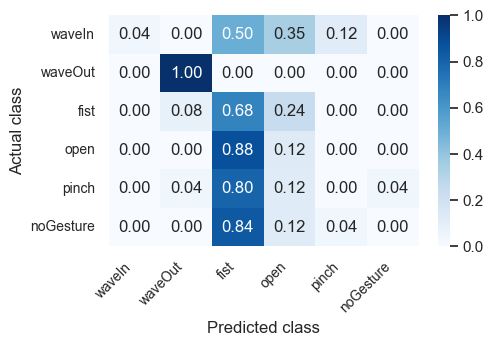 waveIn 0.04 0.00 0.50 0.35 0.12 0.00
waveOut 0.00 1.00 0.00 0.00 0.00 0.00
fist 0.00 0.08 0.68 0.24 0.00 0.00
open 0.00 0.00 0.88 0.12 0.00 0.00
pinch 0.00 0.04 0.80 0.12 0.00 0.04
noGesture 0.00 0.00 0.84 0.12 0.04 0.00
Actual class
waveIn waveOut fist open pinch noGesture
Predicted class
1.0
0.8
0.6
0.4
0.2
0.0